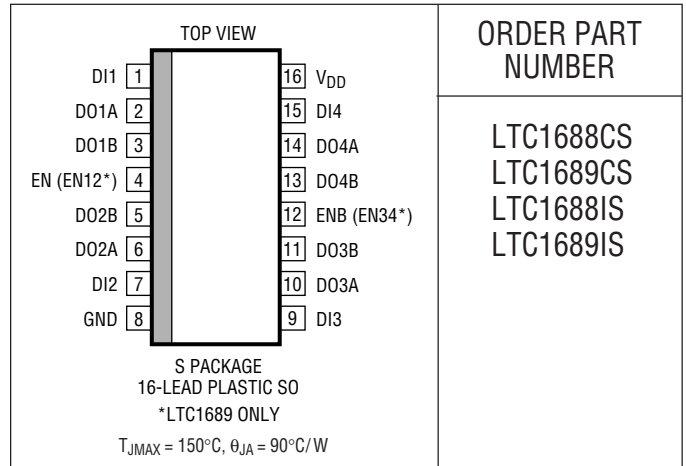 TOP VIEW
DI1 1
DO1A 2
DO1B 3
EN (EN12*) 4
DO2B 5
DO2A 6
DI2 7
GND 8
16 VDD
15 DI4
14 DO4A
13 DO4B
12 ENB (EN34*)
11 DO3B
10 DO3A
9 DI3
S PACKAGE
16-LEAD PLASTIC SO
*LTC1689 ONLY
TJMAX = 150°C, θJA = 90°C/W
ORDER PART
NUMBER
LTC1688CS
LTC1689CS
LTC1688IS
LTC1689IS